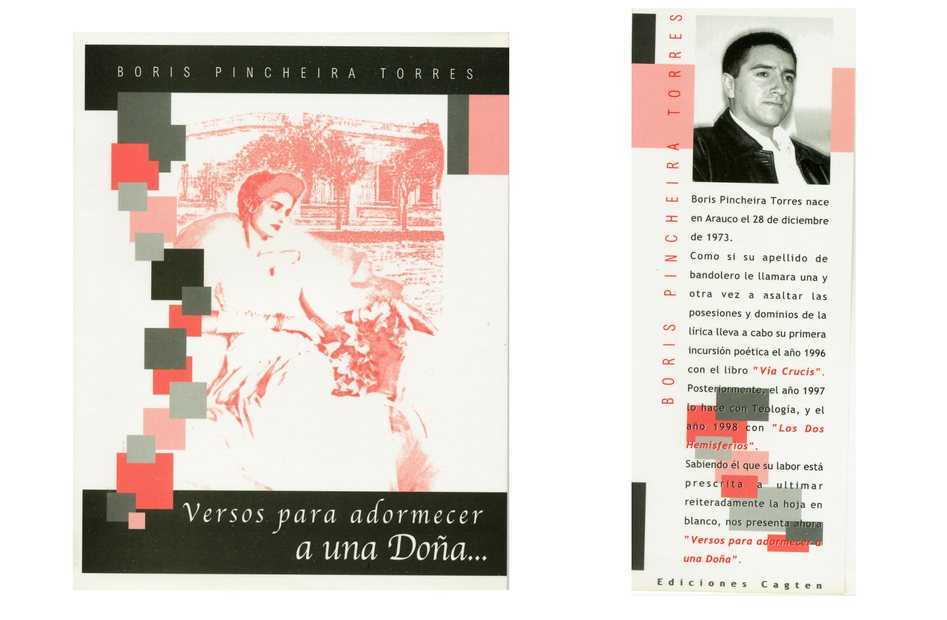 BORIS PINCHEIRA TORRES
Versos para adormecer
a una Doña...
BORIS PINCHEIRA TORRES
Boris Pincheira Torres nace
en Arauco el 28 de diciembre
de 1973.
Como si su apellido de
bandolero le llamara una y
otra vez a asaltar las
posesiones y dominios de la
lírica lleva a cabo su primera
incursión poética el año 1996
con el libro "Vía Crucis".
Posteriormente, el año 1997
lo hace con Teología, y el
año 1998 con "Los Dos
Hemisferios".
Sabiendo él que su labor está
prescrita a ultimar
reiteradamente la hoja en
blanco, nos presenta ahora
"Versos para adormecer a
una Doña".
Ediciones Cagten